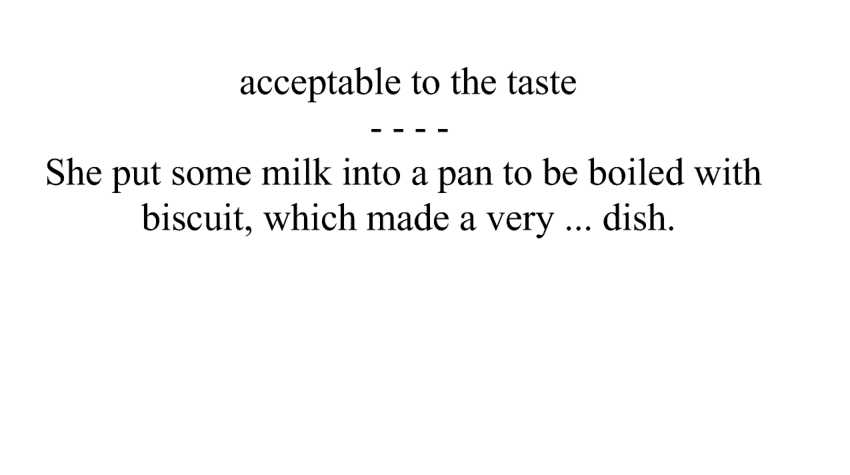 acceptable to the taste
- - - -
She put some milk into a pan to be boiled with
biscuit, which made a very ... dish.